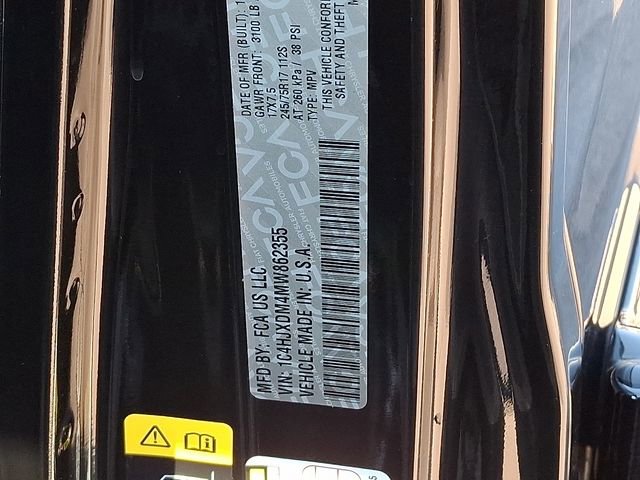 MFD BY: FCA US LLC
VIN: 1C4HJXDM4MW862355
VEHICLE MADE IN: U.S.A.
DATE OF MFR (BUILT):
GAWR FRONT: 3100 LB
17X7.5
245/75R17 112S
AT 260 kPa / 38 PSI
TYPE: MPV
THIS VEHICLE CONFOR
SAFETY AND THEFT